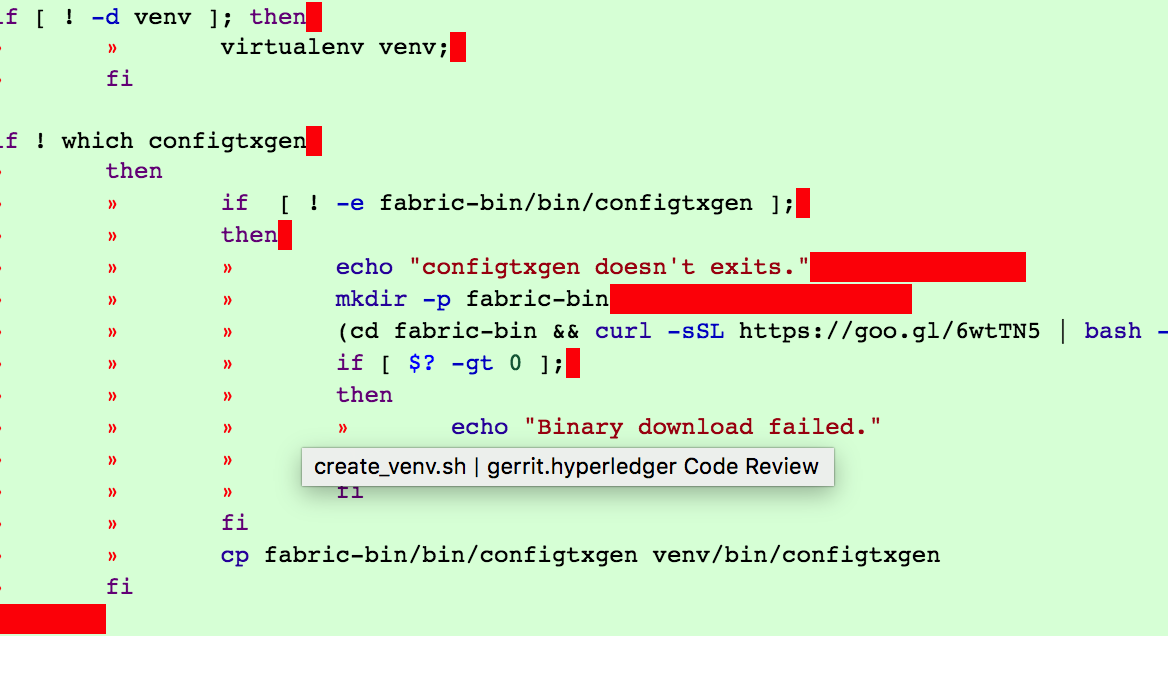 if [ ! -d venv ]; then
» virtualenv venv;
fi
if ! which configtxgen
then
» if [ ! -e fabric-bin/bin/configtxgen ];
» then
» » echo "configtxgen doesn't exits."
» » mkdir -p fabric-bin
» » (cd fabric-bin && curl -sSL https://goo.gl/6wtTN5 | bash -
» » if [ $? -gt 0 ];
» » then
» » » echo "Binary download failed."
» »
create_venv.sh | gerrit.hyperledger Code Review
» » fi
» fi
» cp fabric-bin/bin/configtxgen venv/bin/configtxgen
fi